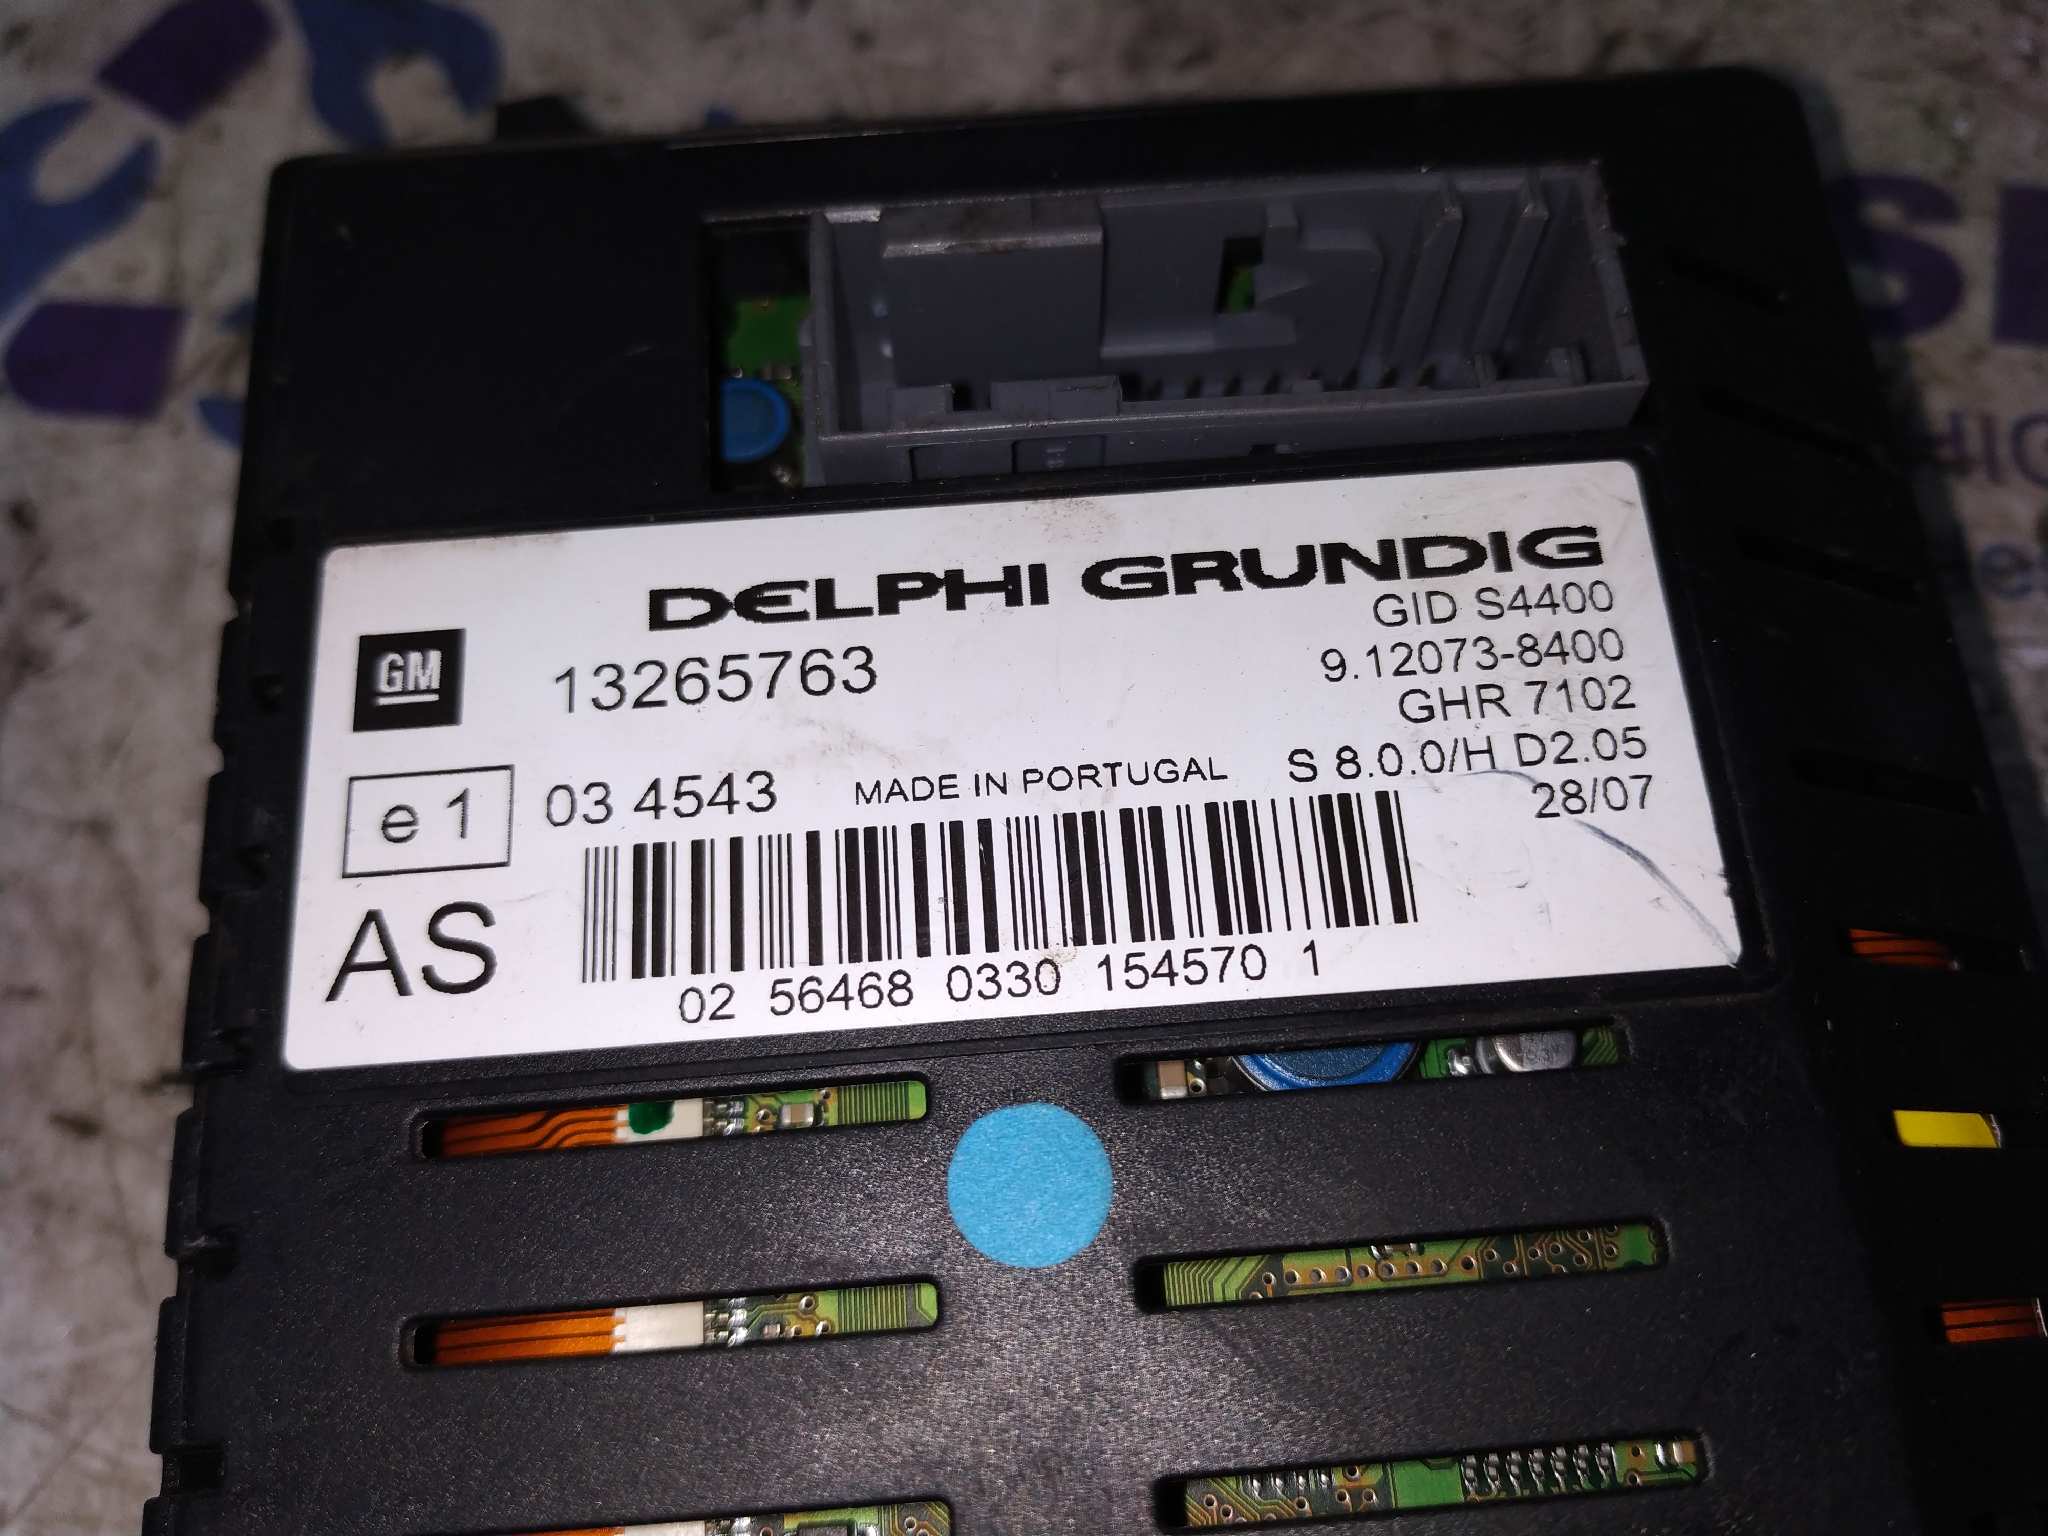 DELPHI GRUNDIG
GID S4400
GM 13265763 9.12073-8400
GHR 7102
e1 03 4543 MADE IN PORTUGAL S 8.0.0/H D2.05
28/07
AS
02 56468 0330 154570 1